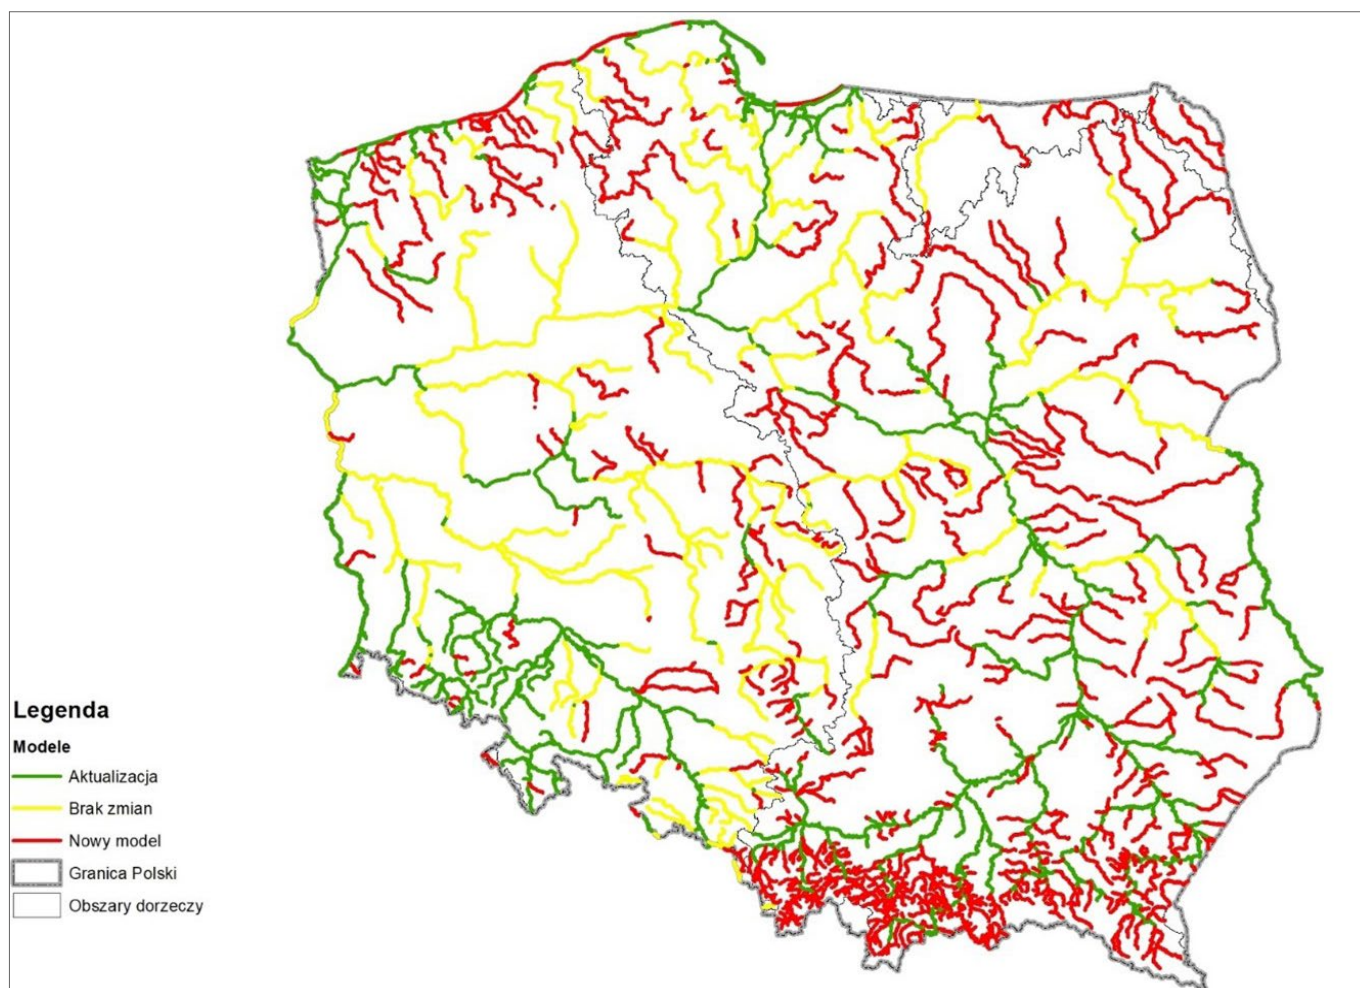 Legenda
Modele
Aktualizacja
Brak zmian
Nowy model
Granica Polski
Obszary dorzeczy